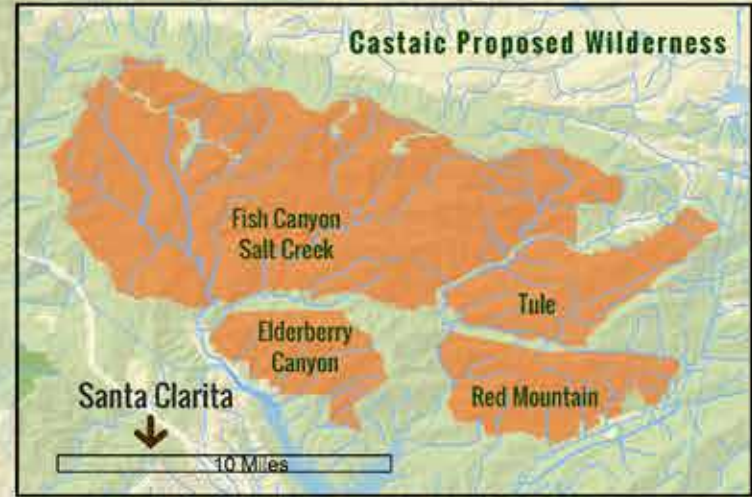 Castaic Proposed Wilderness
Fish Canyon
Salt Creek
Tule
Elderberry
Canyon
Red Mountain
Santa Clarita
10 Miles